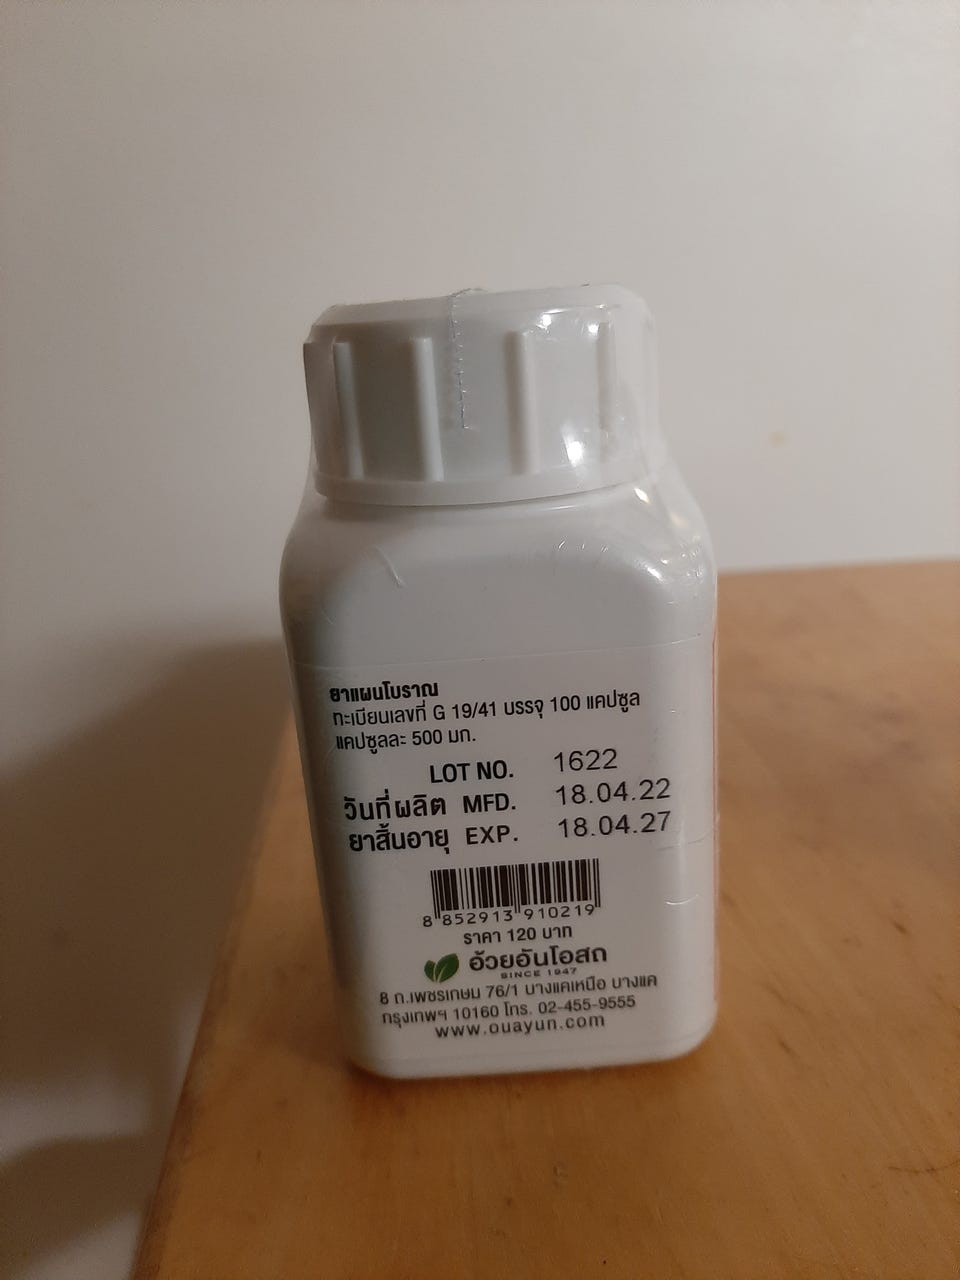 ยาแผนโบราณ
ทะเบียนเลขที่ G 19/41 บรรจุ 100 แคปซูล
แคปซูลละ 500 มก.
LOT NO. 1622
วันที่ผลิต MFD. 18.04.22
ยาสิ้นอายุ EXP. 18.04.27
8 852913 910219
ราคา 120 บาท
อ้วยอันโอสถ
SINCE 1947
8 ถ.เพชรเกษม 76/1 บางแคเหนือ บางแค
กรุงเทพฯ 10160 โทร. 02-455-9555
www.ouayun.com